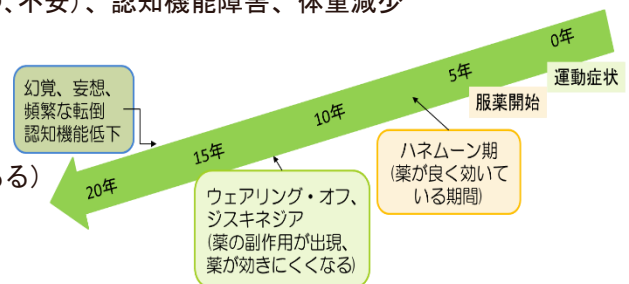 、不安）、認知機能障害、体重減少
0年
運動症状
5年
服薬開始
幻覚、妄想、
頻繁な転倒
認知機能低下
10年
ハネムーン期
(薬が良く効いて
いる期間)
15年
ある）
20年
ウェアリング・オフ、
ジスキネジア
(薬の副作用が出現、
薬が効きにくくなる)